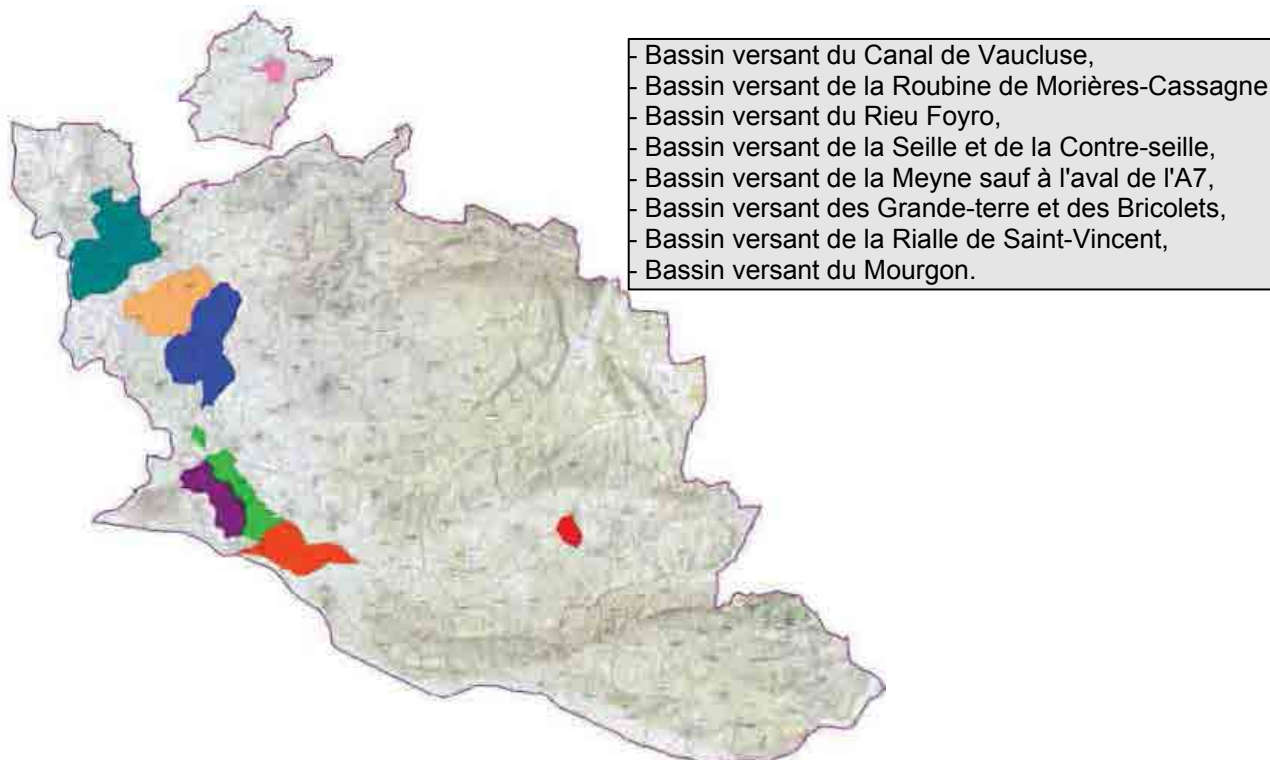 - Bassin versant du Canal de Vaucluse,
- Bassin versant de la Roubine de Morières-Cassagne
- Bassin versant du Rieu Foyro,
- Bassin versant de la Seille et de la Contre-seille,
- Bassin versant de la Meyne sauf à l'aval de l'A7,
- Bassin versant des Grande-terre et des Bricolets,
- Bassin versant de la Rialle de Saint-Vincent,
- Bassin versant du Mourgon.